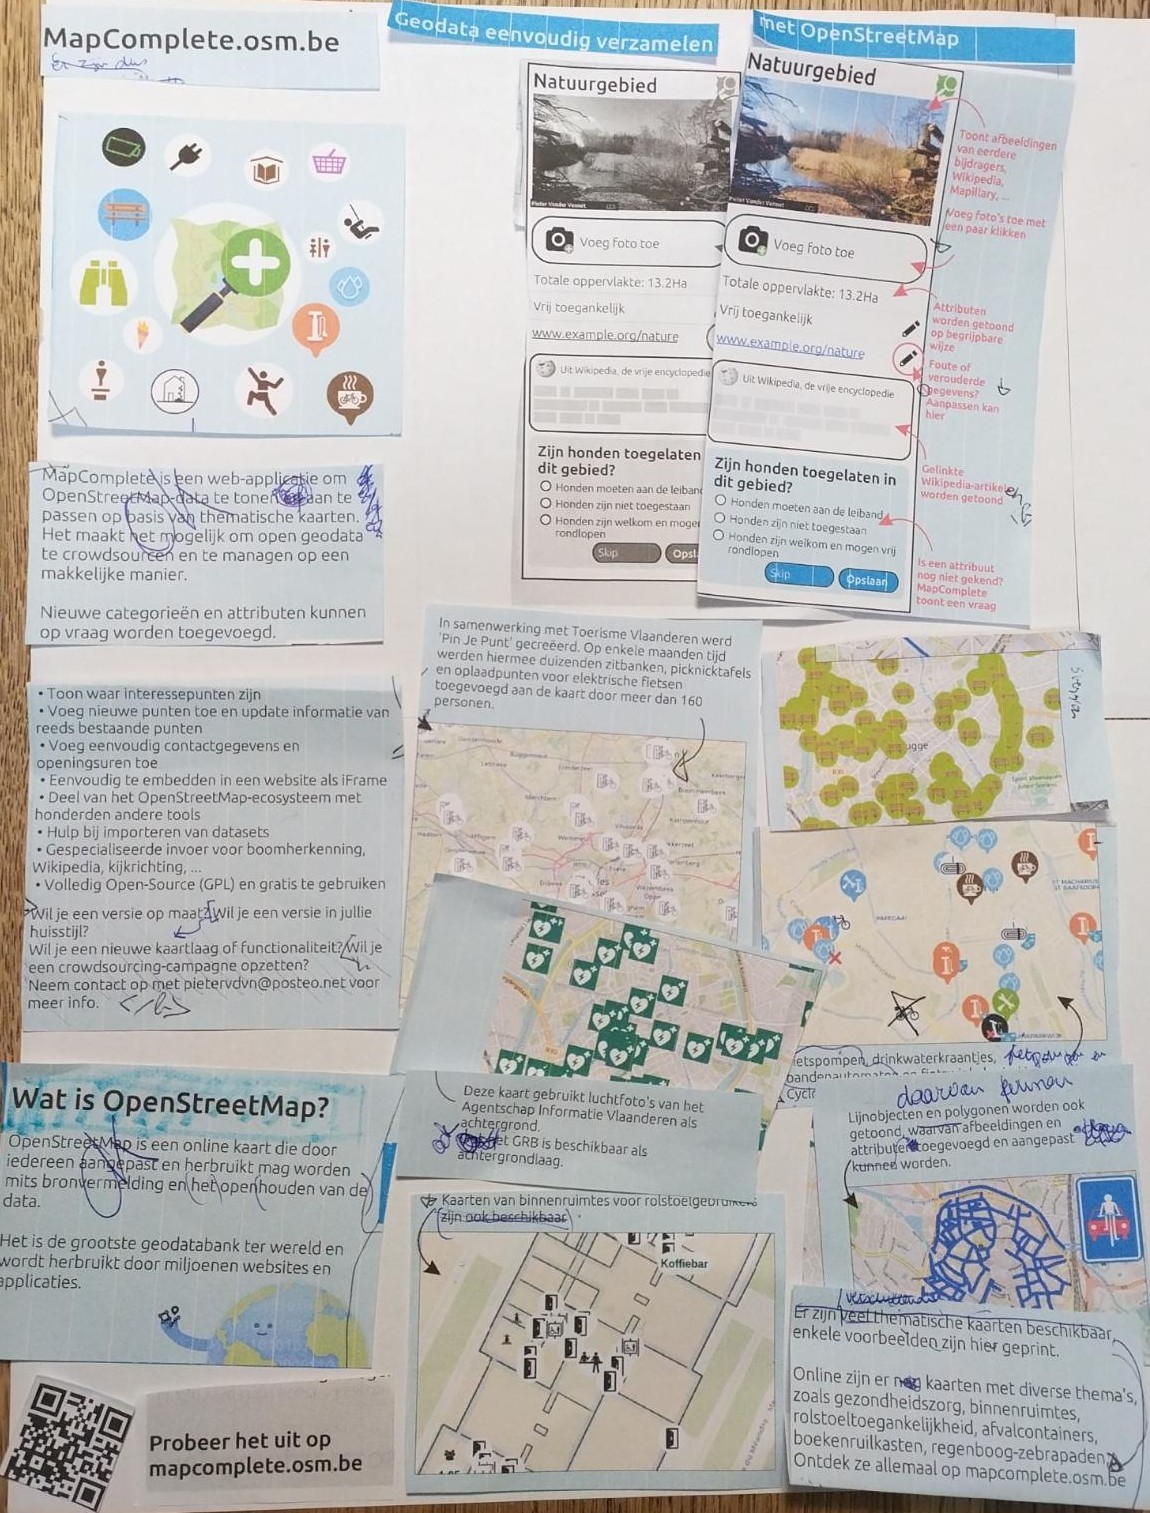 MapComplete.osm.be
Er zijn dus
Geodata eenvoudig verzamelen
met OpenStreetMap
Natuurgebied
Pieter Vander Vennet
Voeg foto toe
Totale oppervlakte: 13.2Ha
Vrij toegankelijk
www.example.org/nature
Uit Wikipedia, de vrije encyclopedie
Zijn honden toegelaten
dit gebied?
Honden moeten aan de leiband
Honden zijn niet toegestaan
Honden zijn welkom en moge
rondlopen
Skip
Opsl
Natuurgebied
Pieter Vander Vennet
Voeg foto toe
Totale oppervlakte: 13.2Ha
Vrij toegankelijk
www.example.org/nature
Uit Wikipedia, de vrije encyclopedie
Zijn honden toegelaten in
dit gebied?
Honden moeten aan de leiband
Honden zijn niet toegestaan
Honden zijn welkom en mogen vrij
rondlopen
Skip
Opslaan
Toont afbeeldingen
van eerdere
bijdragers,
Wikipedia,
Mapillary, ...
Voeg foto's toe met
een paar klikken
Attributen
worden getoond
op begrijpbare
wijze
Foute of
verouderde
gegevens?
Aanpassen kan
hier
Gelinkte
Wikipedia-artikelen
worden getoond
Is een attribuut
nog niet gekend?
MapComplete
toont een vraag
MapComplete is een web-applicatie om
OpenStreetMap-data te tonen aan te
passen op basis van thematische kaarten.
Het maakt het mogelijk om open geodata
te crowdsourcen en te managen op een
makkelijke manier.
Nieuwe categorieën en attributen kunnen
op vraag worden toegevoegd.
• Toon waar interessepunten zijn
• Voeg nieuwe punten toe en update informatie van
reeds bestaande punten
• Voeg eenvoudig contactgegevens en
openingsuren toe
• Eenvoudig te embedden in een website als iFrame
• Deel van het OpenStreetMap-ecosysteem met
honderden andere tools
• Hulp bij importeren van datasets
• Gespecialiseerde invoer voor boomherkenning,
Wikipedia, kijkrichting, ...
• Volledig Open-Source (GPL) en gratis te gebruiken
Wil je een versie op maat? Wil je een versie in jullie
huisstijl?
Wil je een nieuwe kaartlaag of functionaliteit? Wil je
een crowdsourcing-campagne opzetten?
Neem contact op met pietervdvn@posteo.net voor
meer info.
In samenwerking met Toerisme Vlaanderen werd
'Pin Je Punt' gecreëerd. Op enkele maanden tijd
werden hiermee duizenden zitbanken, picknicktafels
en oplaadpunten voor elektrische fietsen
toegevoegd aan de kaart door meer dan 160
personen.
ugge
Deze kaart gebruikt luchtfoto's van het
Agentschap Informatie Vlaanderen als
achtergrond.
et GRB is beschikbaar als
achtergrondlaag.
Kaarten van binnenruimtes voor rolstoelgebruikers
zijn ook beschikbaar
Koffiebar
ietspompen, drinkwaterkraantjes,
Cyclo
daarvan kunnen
Lijnobjecten en polygonen worden ook
getoond, waarvan afbeeldingen en
attributen toegevoegd en aangepast
kunned worden.
verschillende
Er zijn veel thematische kaarten beschikbaar,
enkele voorbeelden zijn hier geprint.
Online zijn er nog kaarten met diverse thema's,
zoals gezondheidszorg, binnenruimtes,
rolstoeltoegankelijkheid, afvalcontainers,
boekenruilkasten, regenboog-zebrapaden,
Ontdek ze allemaal op mapcomplete.osm.be
Wat is OpenStreetMap?
OpenStreetMap is een online kaart die door
iedereen aangepast en herbruikt mag worden
mits bronvermelding en het openhouden van de
data.
Het is de grootste geodatabank ter wereld en
wordt herbruikt door miljoenen websites en
applicaties.
Probeer het uit op
mapcomplete.osm.be